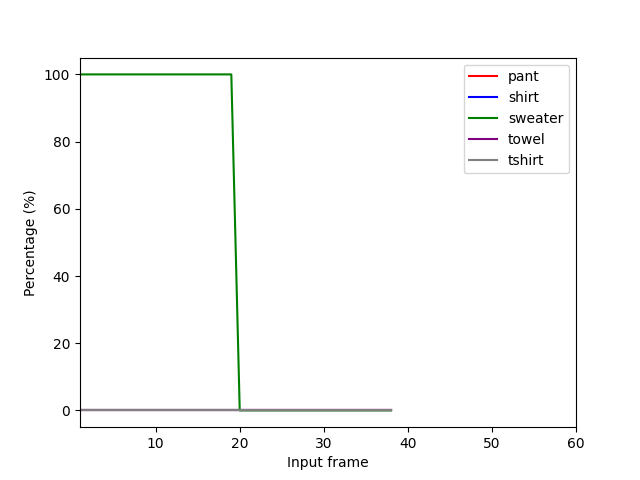 100
80
60
40
20
0
Percentage (%)
10 20 30 40 50 60
Input frame
pant
shirt
sweater
towel
tshirt